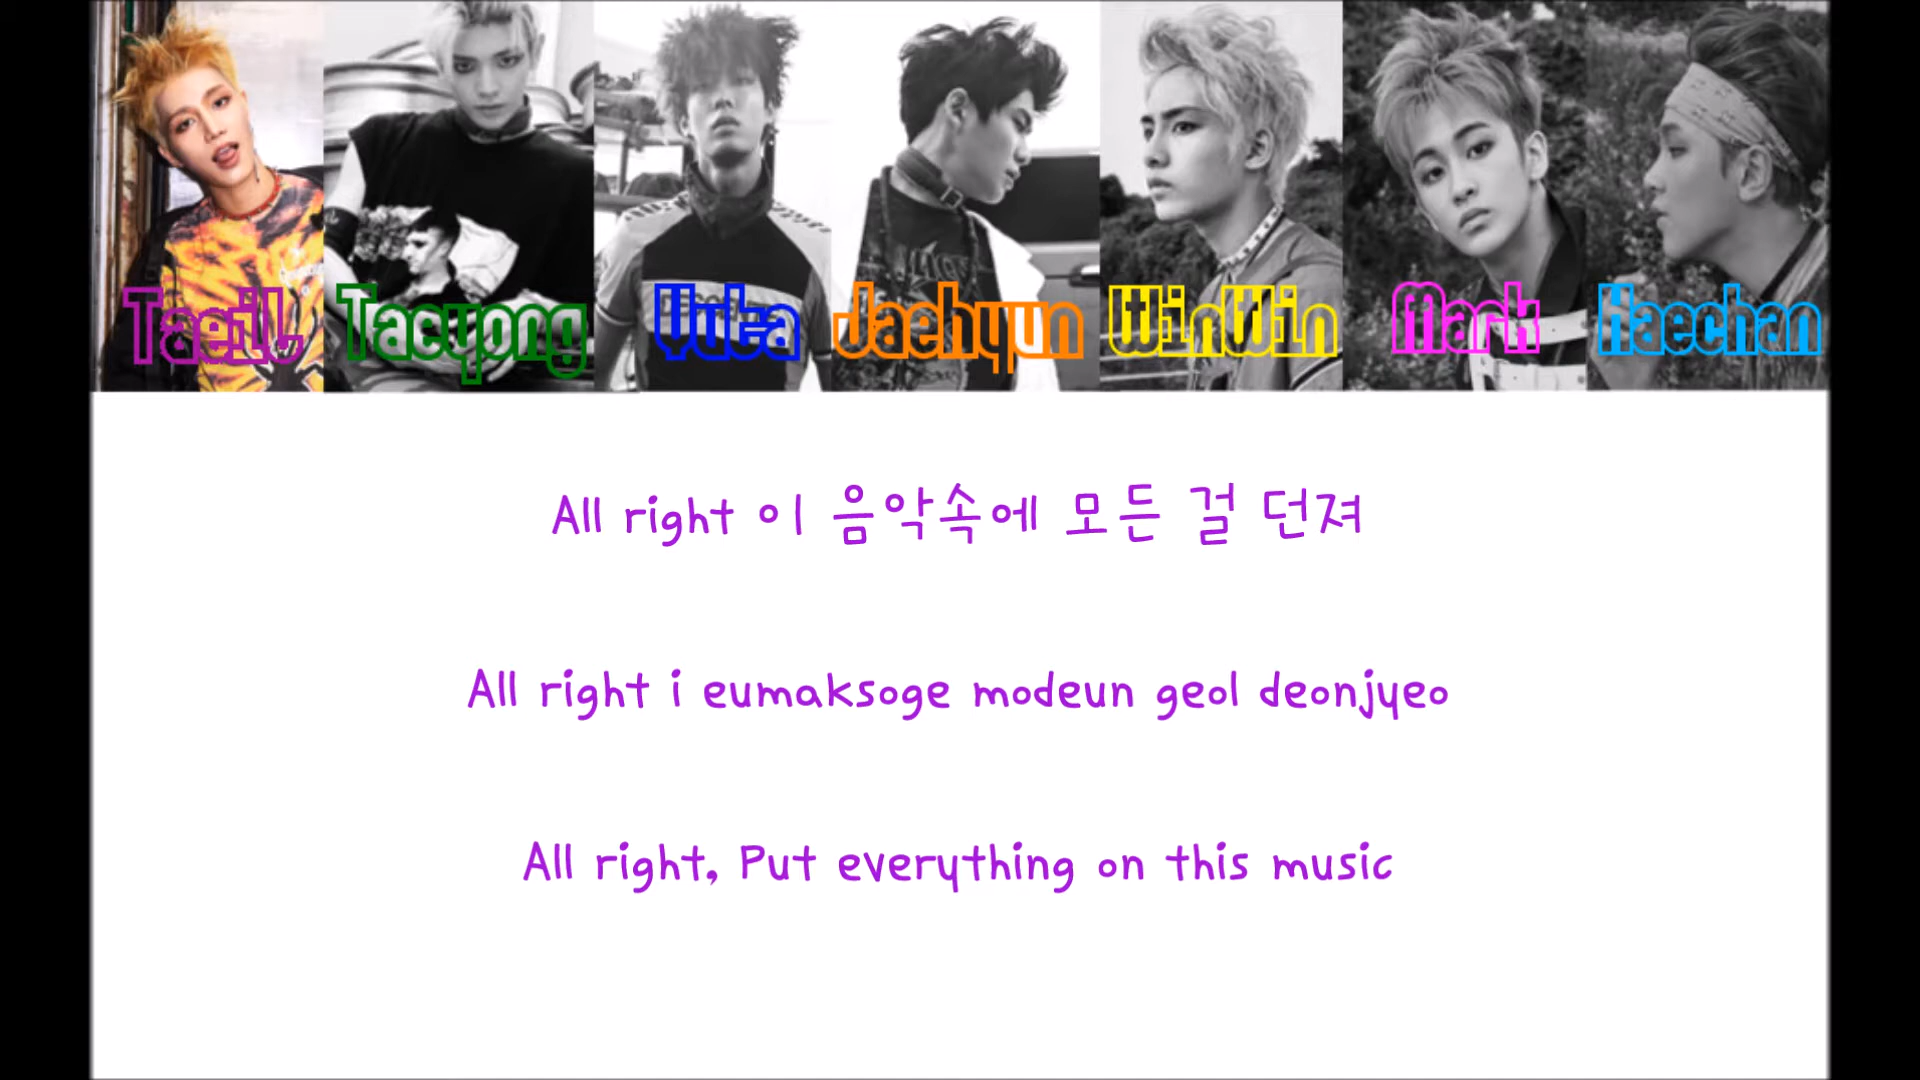 Taeil Taeyong Yuta Jaehyun WinWin Mark Haechan
All right 이 음악속에 모든 걸 던져
All right i eumaksoge modeun geol deonjyeo
All right, Put everything on this music